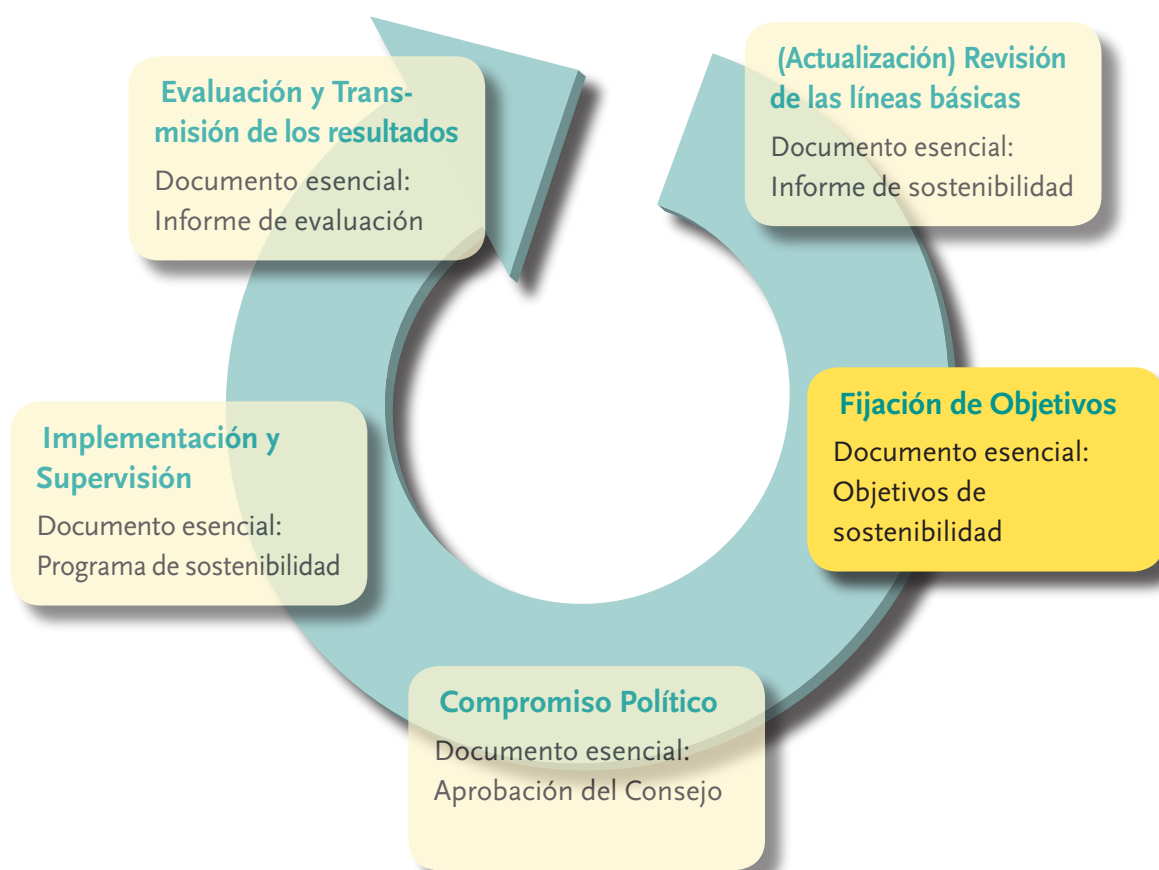 (Actualización) Revisión
de las líneas básicas
Documento esencial:
Informe de sostenibilidad
Fijación de Objetivos
Documento esencial:
Objetivos de
sostenibilidad
Compromiso Político
Documento esencial:
Aprobación del Consejo
Implementación y
Supervisión
Documento esencial:
Programa de sostenibilidad
Evaluación y Trans-
misión de los resultados
Documento esencial:
Informe de evaluación